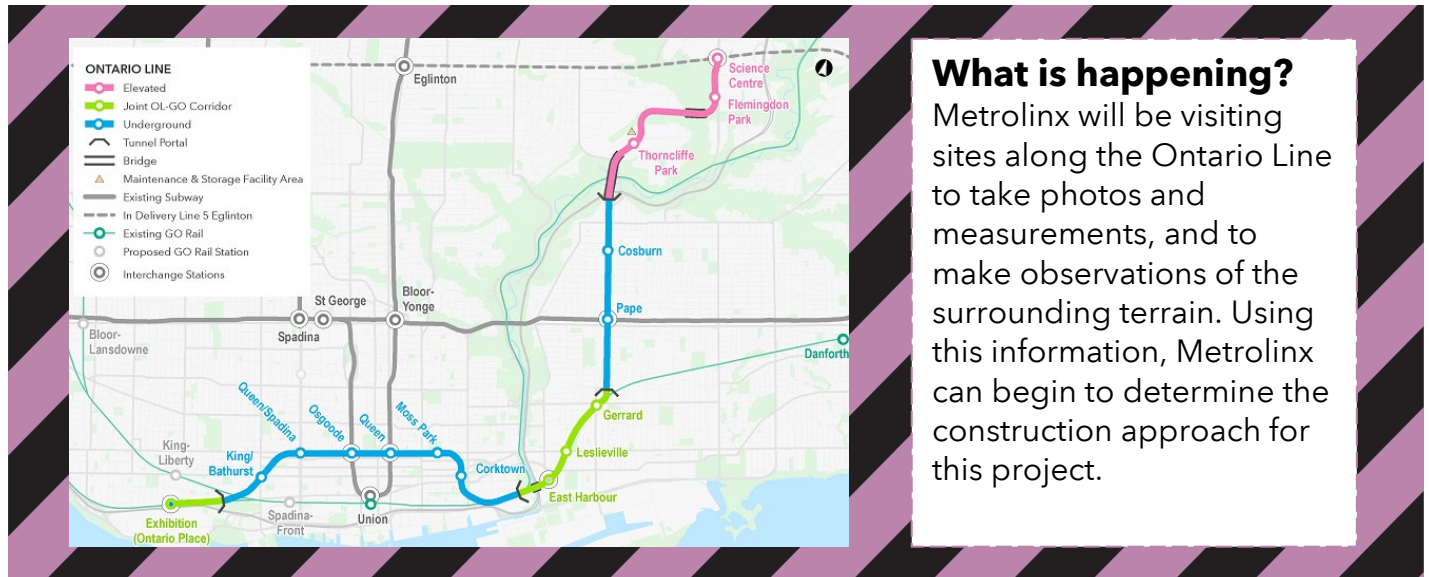 ONTARIO LINE
Elevated
Joint OL-GO Corridor
Underground
Tunnel Portal
Bridge
Maintenance & Storage Facility Area
Existing Subway
In Delivery Line 5 Eglinton
Existing GO Rail
Proposed GO Rail Station
Interchange Stations
Eglinton
Science
Centre
Flemingdon
Park
Thorncliffe
Park
Cosburn
Pape
Bloor-
Yonge
St George
Spadina
Bloor-
Lansdowne
Danforth
Gerrard
Leslieville
East Harbour
Corktown
Moss Park
Queen
Osgoode
Queen/Spadina
King/
Bathurst
King-
Liberty
Exhibition
(Ontario Place)
Spadina-
Front
Union
What is happening?
Metrolinx will be visiting
sites along the Ontario Line
to take photos and
measurements, and to
make observations of the
surrounding terrain. Using
this information, Metrolinx
can begin to determine the
construction approach for
this project.